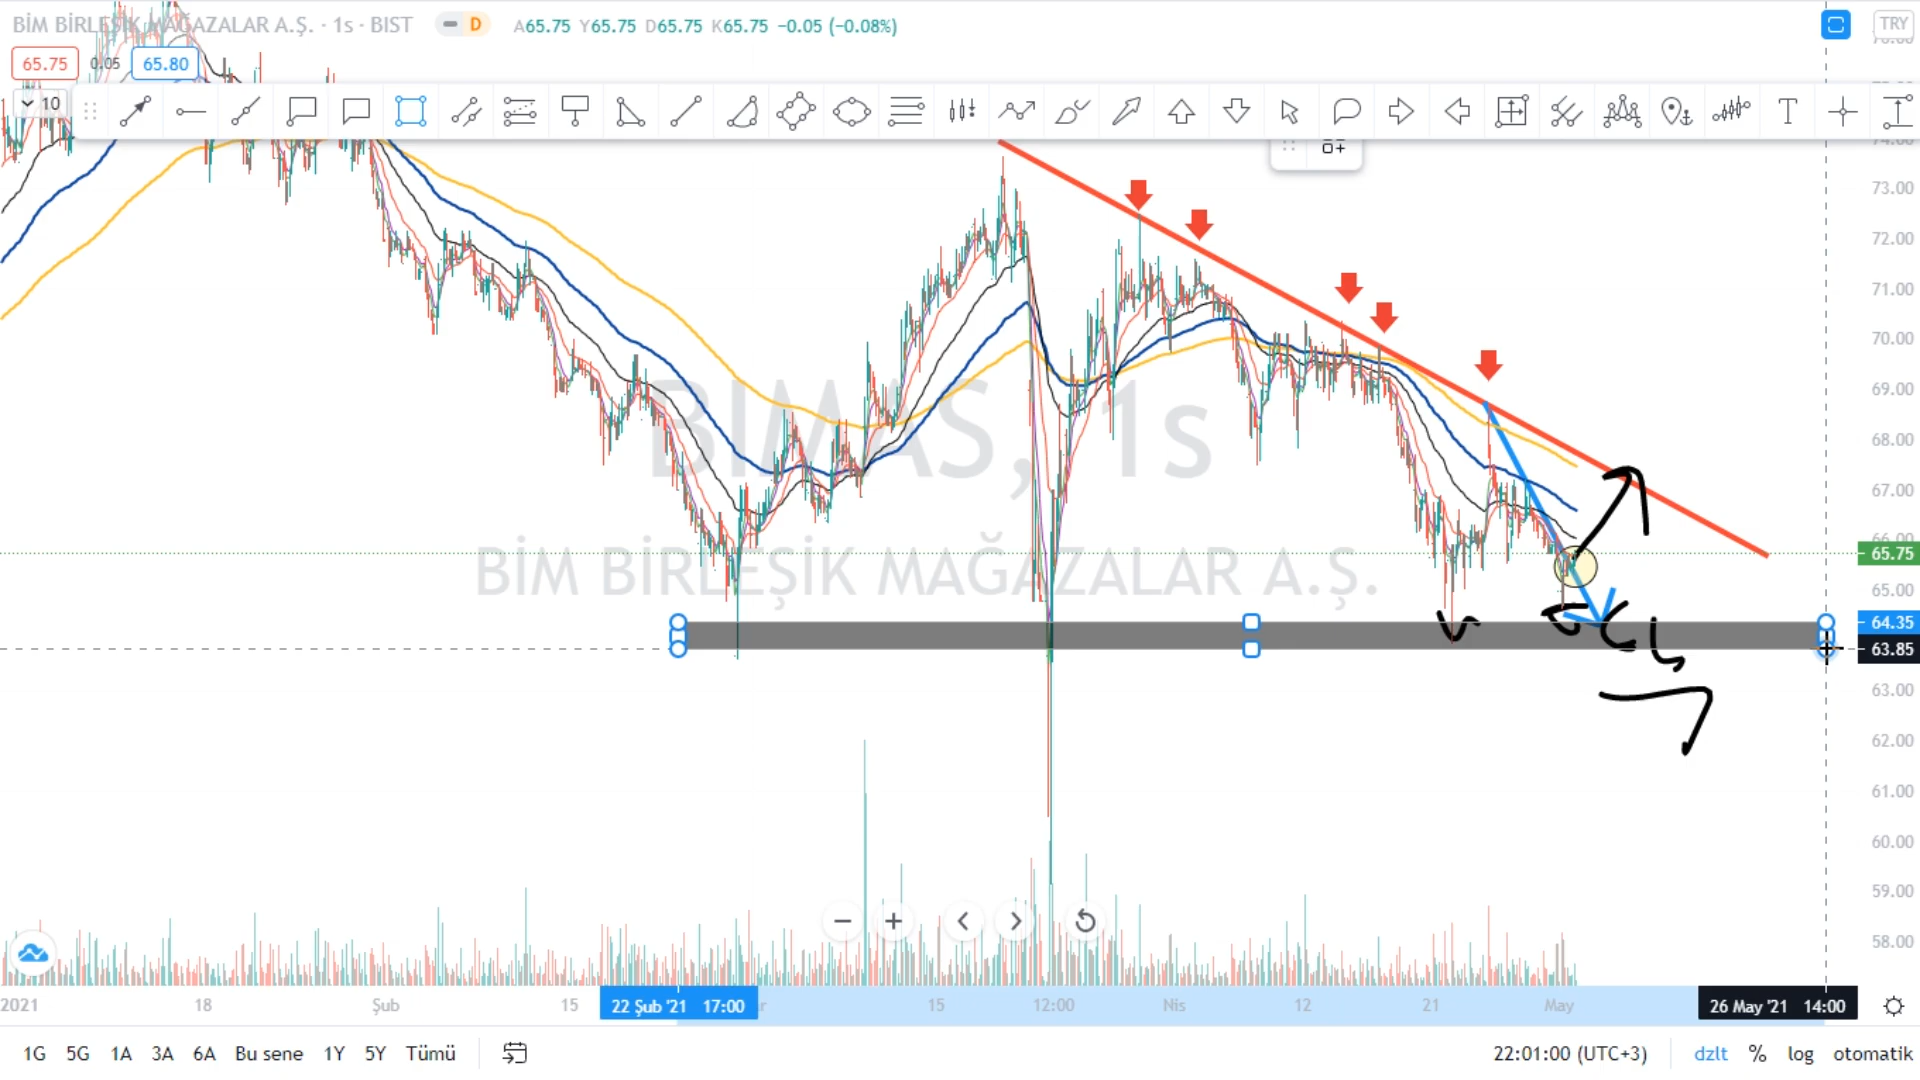 BİM BİRLEŞİK MAĞAZALAR A.Ş. · 1s · BIST
D
A65.75 Y65.75 D65.75 K65.75 −0.05 (−0.08%)
TRY
65.75 0.05 65.80
10
T
73.00
72.00
71.00
70.00
69.00
68.00
67.00
65.75
65.00
64.35
63.85
63.00
62.00
61.00
60.00
59.00
58.00
BIMAS, 1s
BİM BİRLEŞİK MAĞAZALAR A.Ş.
2021 18 Şub 15 22 Şub '21 17:00 15 12:00 Nis 12 21 May 26 May '21 14:00
1G 5G 1A 3A 6A Bu sene 1Y 5Y Tümü 22:01:00 (UTC+3) dzlt % log otomatik